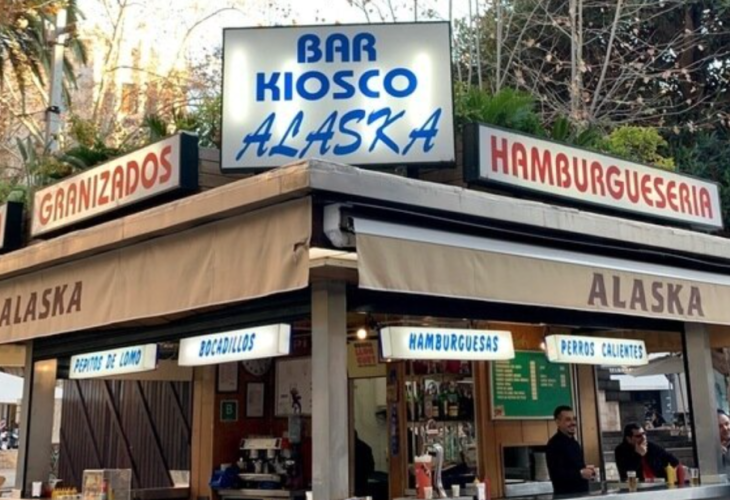 BAR
KIOSCO
ALASKA
GRANIZADOS
HAMBURGUESERIA
ALASKA
ALASKA
PEPITOS DE LOMO
BOCADILLOS
HAMBURGUESAS
PERROS CALIENTES